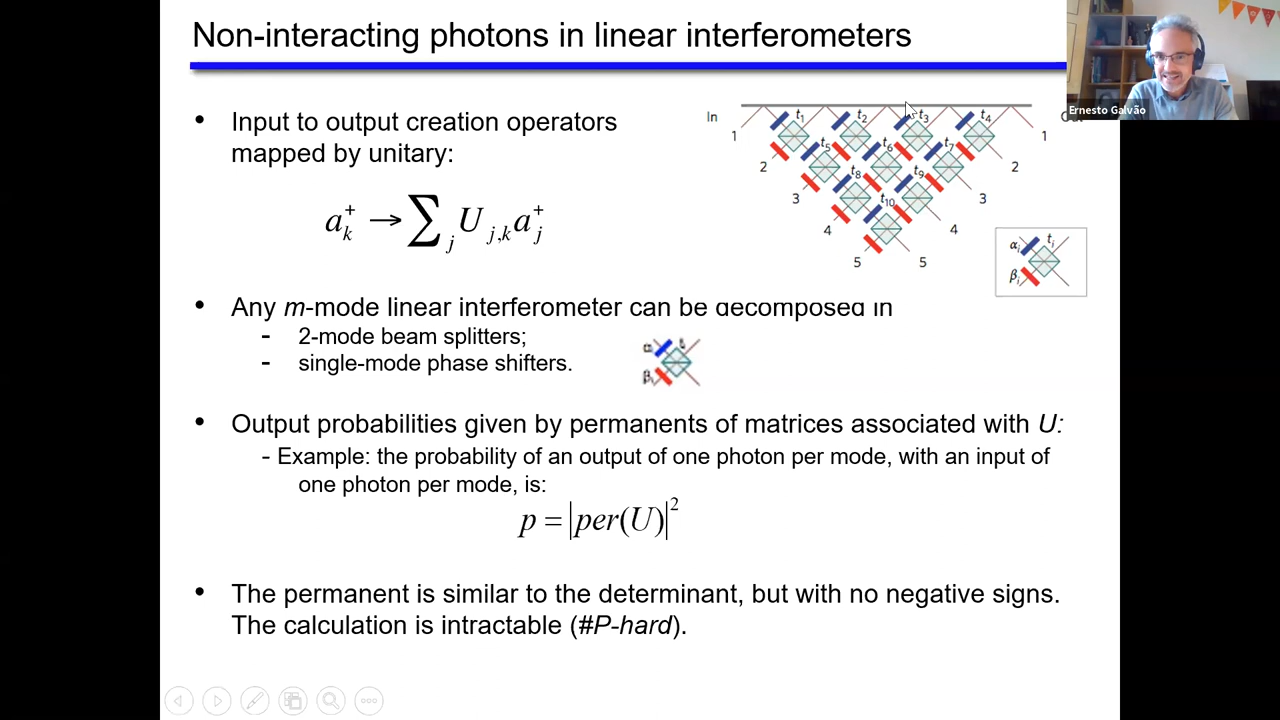 Non-interacting photons in linear interferometers
Ernesto Galvão
• Input to output creation operators
mapped by unitary:
a_k^+ → ∑_j U_{j,k} a_j^+
In
1 t1 t2 t3 t4 1
2 t5 t6 t7 2
3 t8 t9 3
4 t10 4
5 5
αi ti
βi
• Any m-mode linear interferometer can be decomposed in
- 2-mode beam splitters;
- single-mode phase shifters.
• Output probabilities given by permanents of matrices associated with U:
- Example: the probability of an output of one photon per mode, with an input of
one photon per mode, is:
p = |per(U)|^2
• The permanent is similar to the determinant, but with no negative signs.
The calculation is intractable (#P-hard).